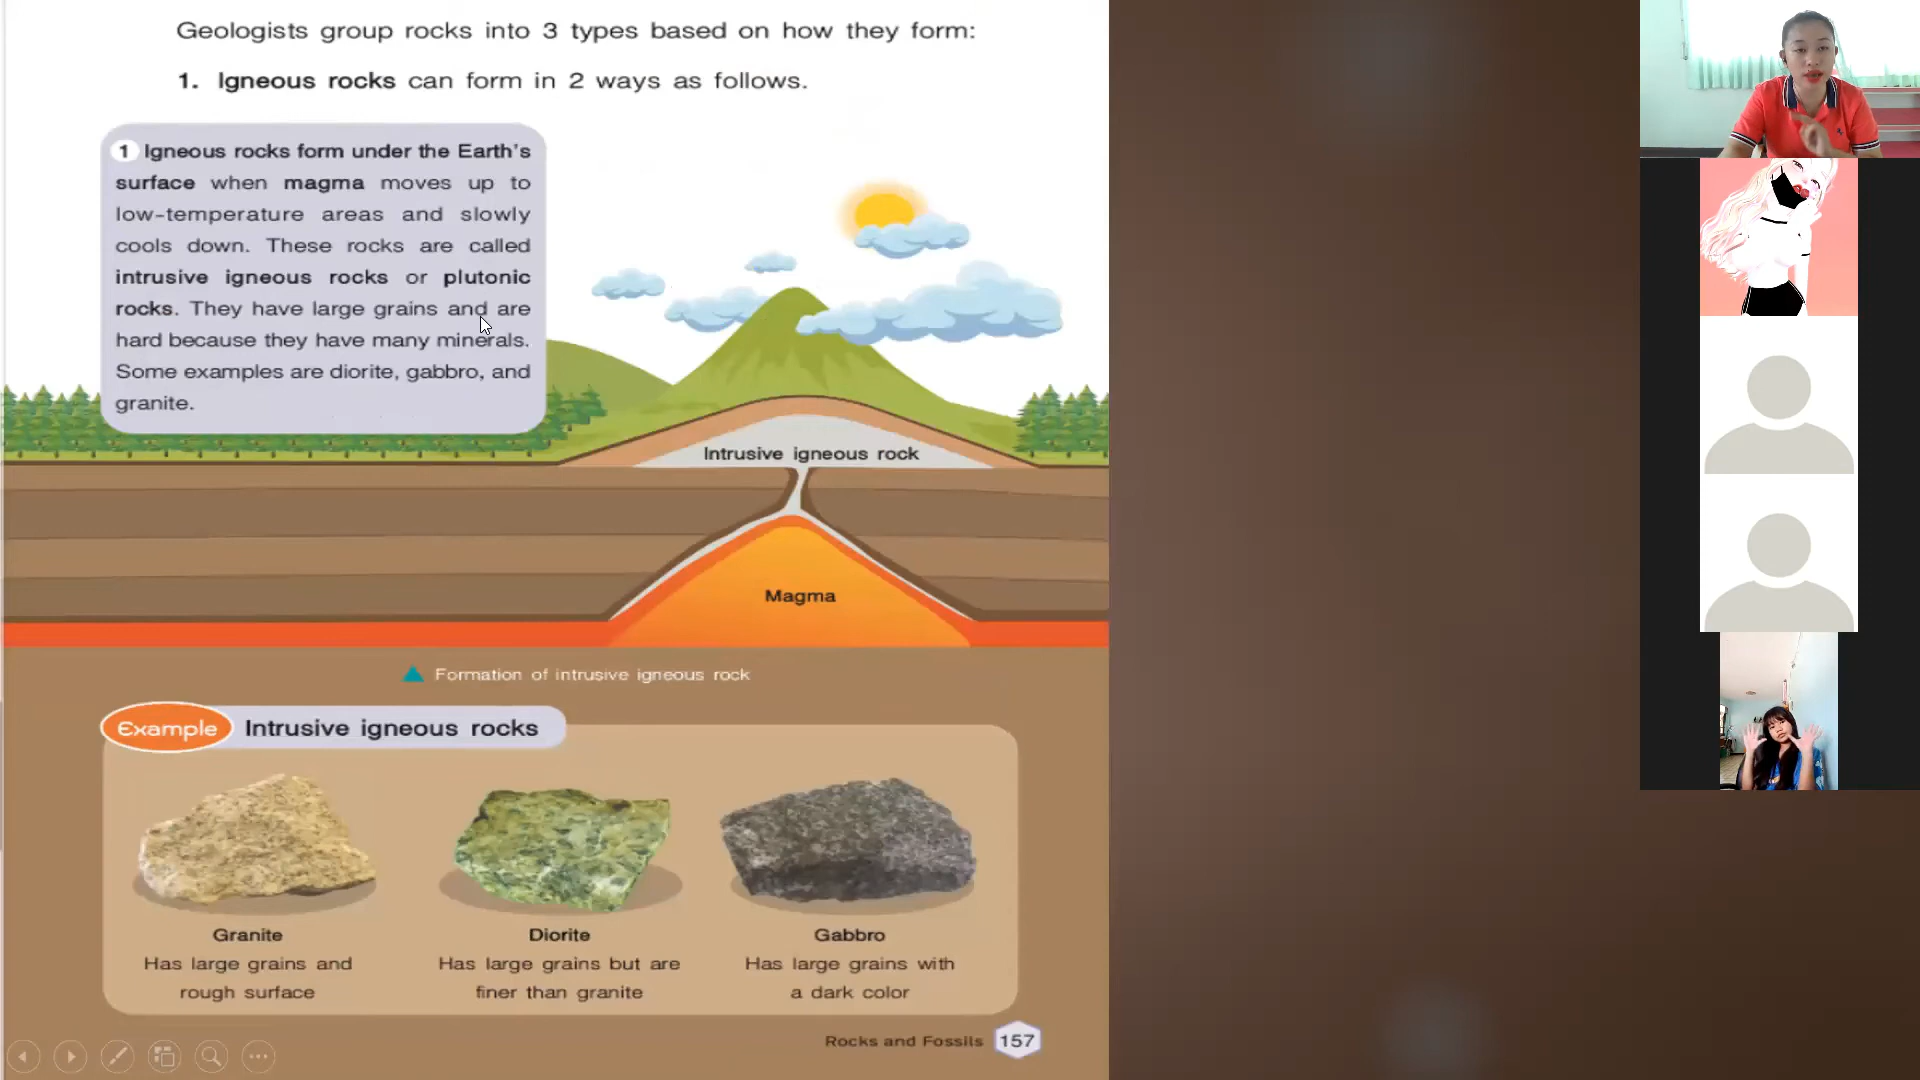 Geologists group rocks into 3 types based on how they form:
1. Igneous rocks can form in 2 ways as follows.
1 Igneous rocks form under the Earth's
surface when magma moves up to
low-temperature areas and slowly
cools down. These rocks are called
intrusive igneous rocks or plutonic
rocks. They have large grains and are
hard because they have many minerals.
Some examples are diorite, gabbro, and
granite.
Intrusive igneous rock
Magma
Formation of intrusive igneous rock
Example Intrusive igneous rocks
Granite
Has large grains and
rough surface
Diorite
Has large grains but are
finer than granite
Gabbro
Has large grains with
a dark color
Rocks and Fossils 157